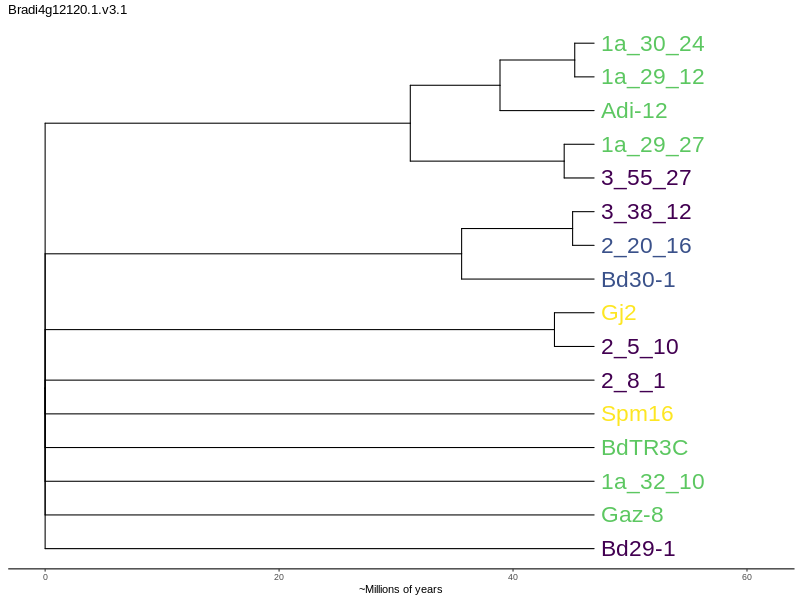 Bradi4g12120.1.v3.1
1a_30_24
1a_29_12
Adi-12
1a_29_27
3_55_27
3_38_12
2_20_16
Bd30-1
Gj2
2_5_10
2_8_1
Spm16
BdTR3C
1a_32_10
Gaz-8
Bd29-1
0 20 40 60
~Millions of years